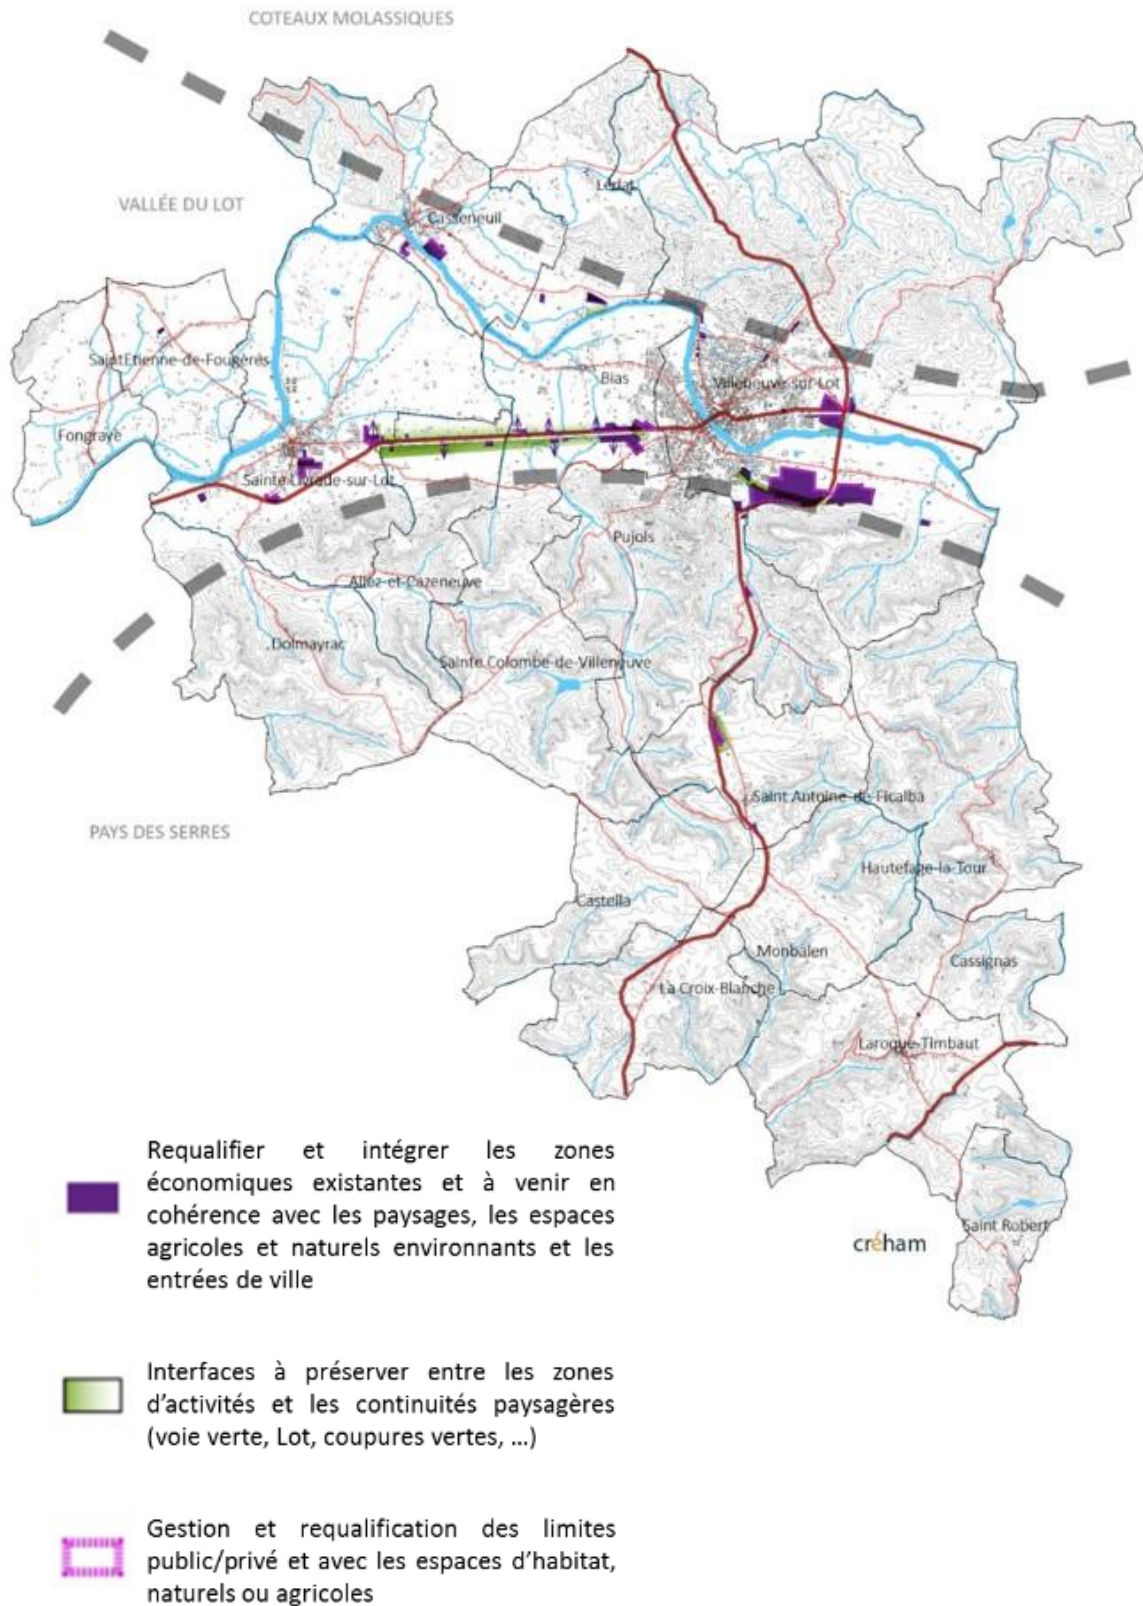 COTEAUX MOLASSIQUES
VALLÉE DU LOT
Lédat
Casseneuil
Saint Etienne-de-Fougères
Bias
Villeneuve-sur-Lot
Fongrave
Sainte Livrade-sur-Lot
Pujols
Allez-et-Cazeneuve
Dolmayrac
Sainte Colombe-de-Villeneuve
Saint Antoine-de-Ficalba
PAYS DES SERRES
Hautefage-la-Tour
Castella
Monbalen
Cassignas
La Croix-Blanche
Laroque-Timbaut
Saint Robert
créham
Requalifier et intégrer les zones
économiques existantes et à venir en
cohérence avec les paysages, les espaces
agricoles et naturels environnants et les
entrées de ville
Interfaces à préserver entre les zones
d’activités et les continuités paysagères
(voie verte, Lot, coupures vertes, ...)
Gestion et requalification des limites
public/privé et avec les espaces d’habitat,
naturels ou agricoles